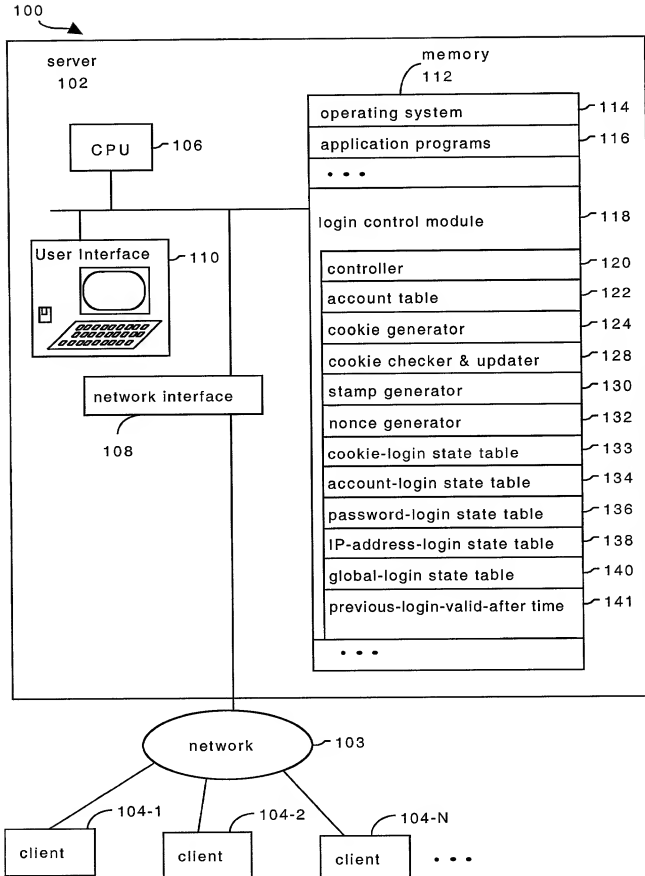 100
server
102
memory
112
operating system
114
application programs
116
• • •
CPU
106
login control module
118
User Interface
110
controller
120
account table
122
cookie generator
124
cookie checker & updater
128
stamp generator
130
nonce generator
132
cookie-login state table
133
account-login state table
134
password-login state table
136
IP-address-login state table
138
global-login state table
140
previous-login-valid-after time
141
• • •
network interface
108
network
103
104-1
104-2
104-N
client
client
client
• • •